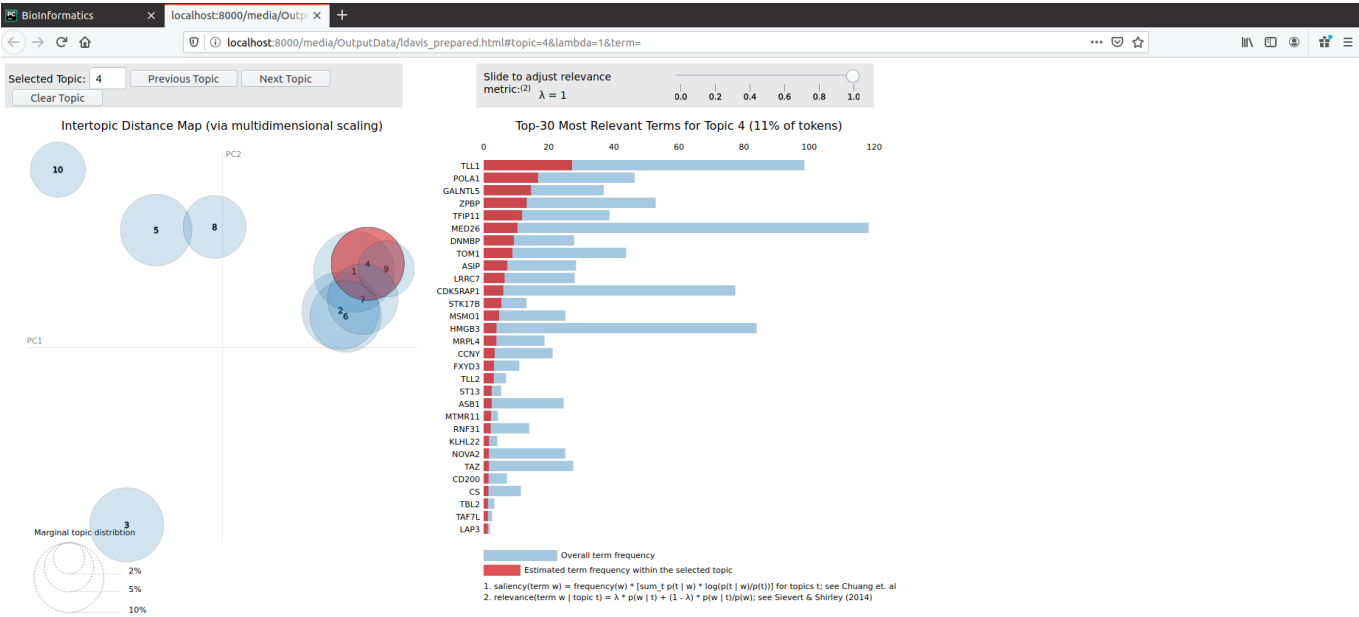 PC BioInformatics × localhost:8000/media/Outp × +
localhost:8000/media/OutputData/ldavis_prepared.html#topic=4&lambda=1&term=
Selected Topic: 4 Previous Topic Next Topic
Clear Topic
Slide to adjust relevance
metric:(2) λ = 1
0.0 0.2 0.4 0.6 0.8 1.0
Intertopic Distance Map (via multidimensional scaling)
PC2
10
5
8
4
1
9
7
2
6
PC1
3
Marginal topic distribtion
2%
5%
10%
Top-30 Most Relevant Terms for Topic 4 (11% of tokens)
0 20 40 60 80 100 120
TLL1
POLA1
GALNTL5
ZPBP
TFIP11
MED26
DNMBP
TOM1
ASIP
LRRC7
CDK5RAP1
STK17B
MSMO1
HMGB3
MRPL4
CCNY
FXYD3
TLL2
ST13
ASB1
MTMR11
RNF31
KLHL22
NOVA2
TAZ
CD200
CS
TBL2
TAF7L
LAP3
Overall term frequency
Estimated term frequency within the selected topic
1. saliency(term w) = frequency(w) * [sum_t p(t | w) * log(p(t | w)/p(t))] for topics t; see Chuang et. al
2. relevance(term w | topic t) = λ * p(w | t) + (1 - λ) * p(w | t)/p(w); see Sievert & Shirley (2014)